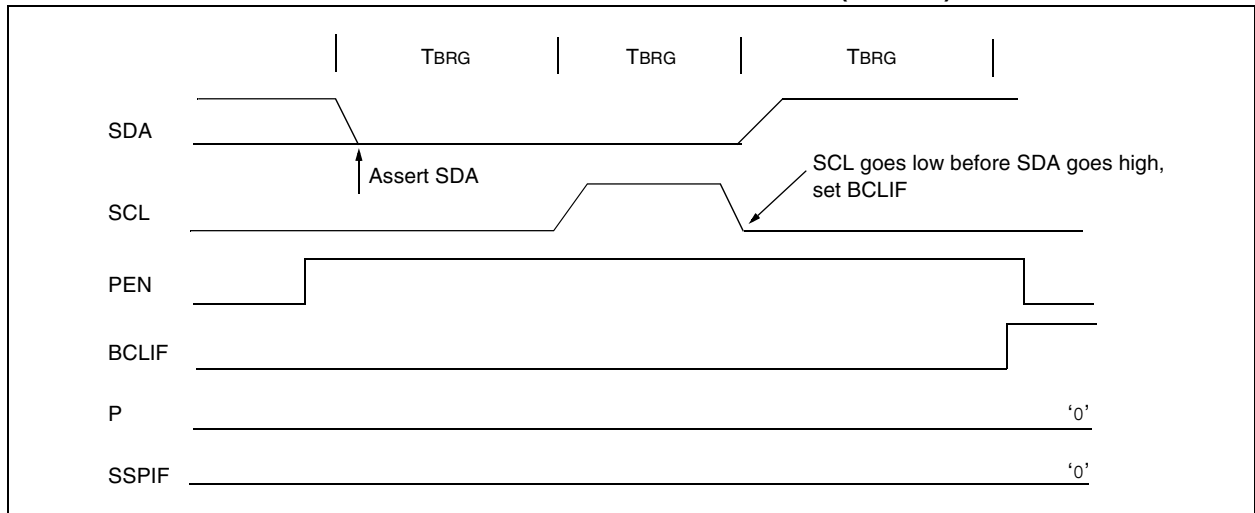 TBRG TBRG TBRG
SDA
Assert SDA
SCL goes low before SDA goes high,
set BCLIF
SCL
PEN
BCLIF
P '0'
SSPIF '0'